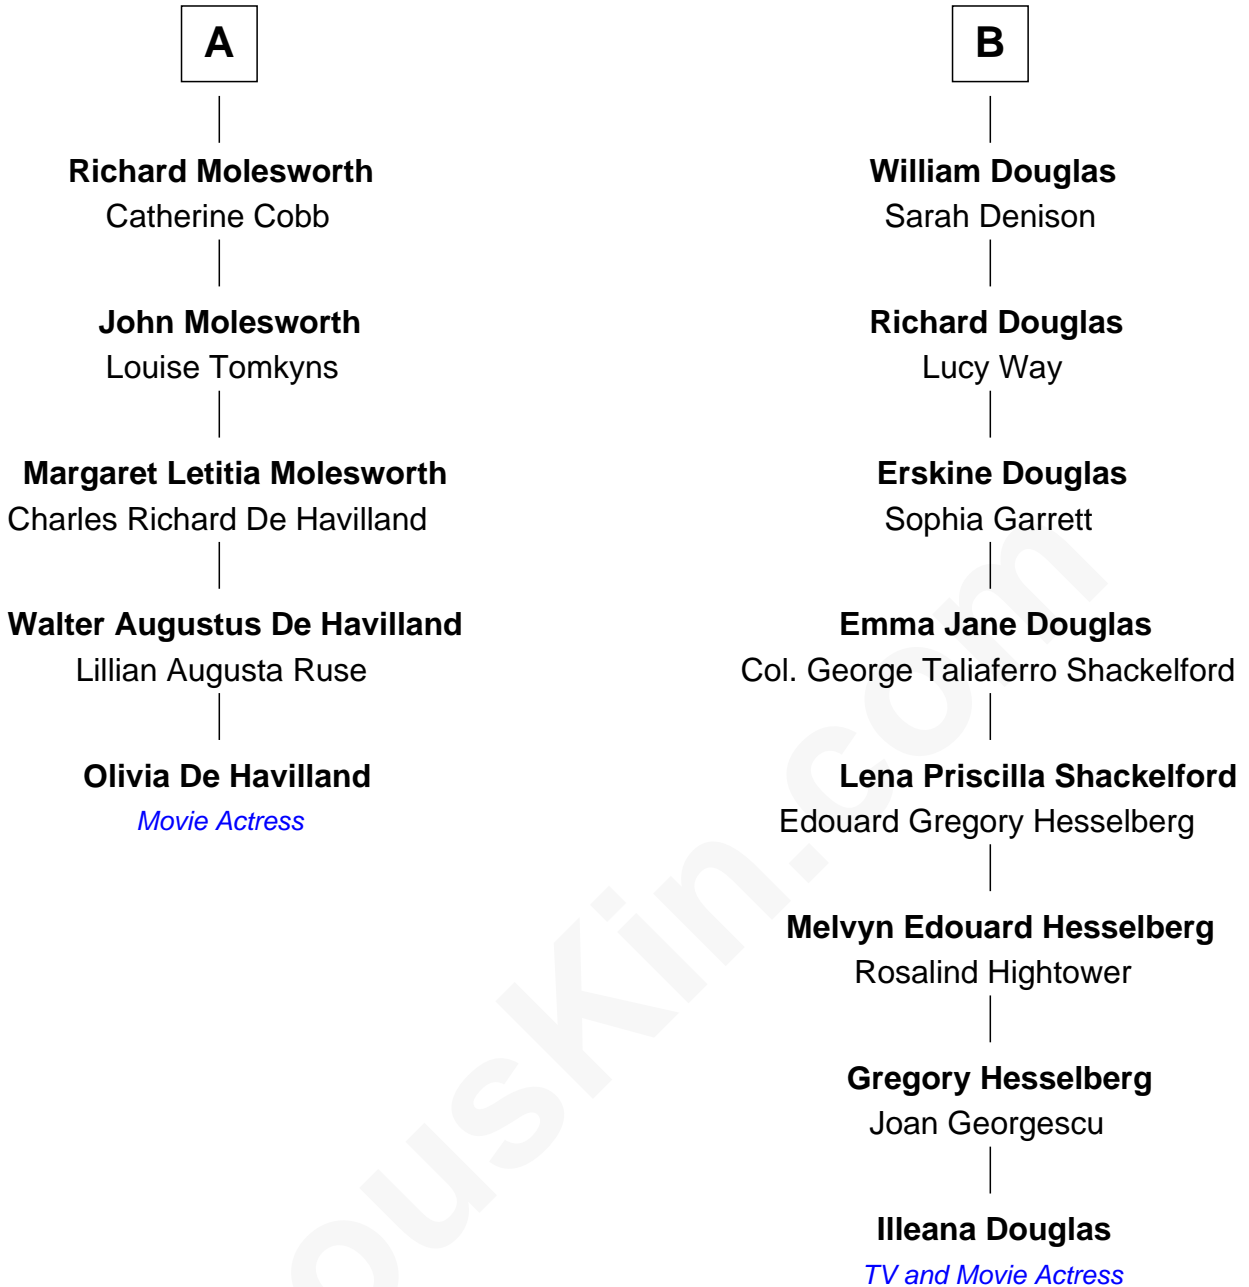 A
Richard Molesworth
Catherine Cobb
John Molesworth
Louise Tomkyns
Margaret Letitia Molesworth
Charles Richard De Havilland
Walter Augustus De Havilland
Lillian Augusta Ruse
Olivia De Havilland
Movie Actress
B
William Douglas
Sarah Denison
Richard Douglas
Lucy Way
Erskine Douglas
Sophia Garrett
Emma Jane Douglas
Col. George Taliaferro Shackelford
Lena Priscilla Shackelford
Edouard Gregory Hesselberg
Melvyn Edouard Hesselberg
Rosalind Hightower
Gregory Hesselberg
Joan Georgescu
Illeana Douglas
TV and Movie Actress
ouskin.com